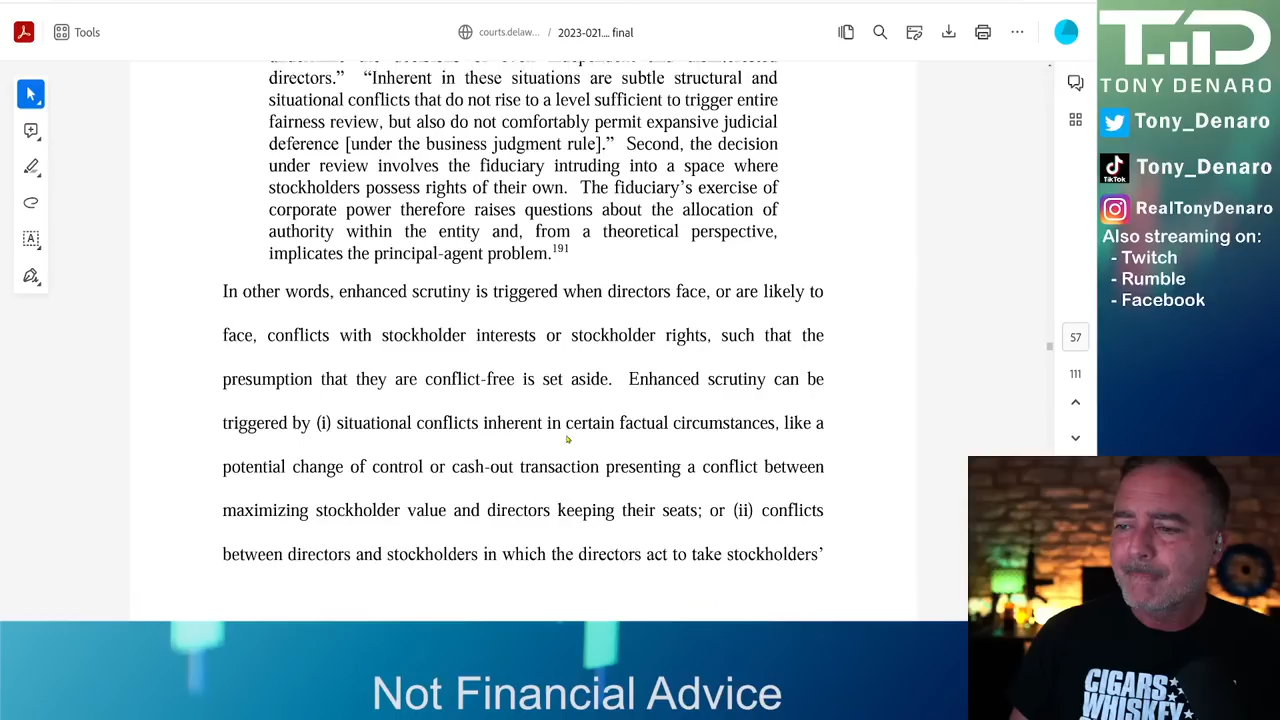 Tools
courts.delaw... / 2023-021.... final
directors.” “Inherent in these situations are subtle structural and
situational conflicts that do not rise to a level sufficient to trigger entire
fairness review, but also do not comfortably permit expansive judicial
deference [under the business judgment rule].” Second, the decision
under review involves the fiduciary intruding into a space where
stockholders possess rights of their own. The fiduciary’s exercise of
corporate power therefore raises questions about the allocation of
authority within the entity and, from a theoretical perspective,
implicates the principal-agent problem.191
In other words, enhanced scrutiny is triggered when directors face, or are likely to
face, conflicts with stockholder interests or stockholder rights, such that the
presumption that they are conflict-free is set aside. Enhanced scrutiny can be
triggered by (i) situational conflicts inherent in certain factual circumstances, like a
potential change of control or cash-out transaction presenting a conflict between
maximizing stockholder value and directors keeping their seats; or (ii) conflicts
between directors and stockholders in which the directors act to take stockholders’
57
111
TD
TONY DENARO
Tony_Denaro
TikTok
Tony_Denaro
RealTonyDenaro
Also streaming on:
- Twitch
- Rumble
- Facebook
CIGARS
WHISKEY
Not Financial Advice